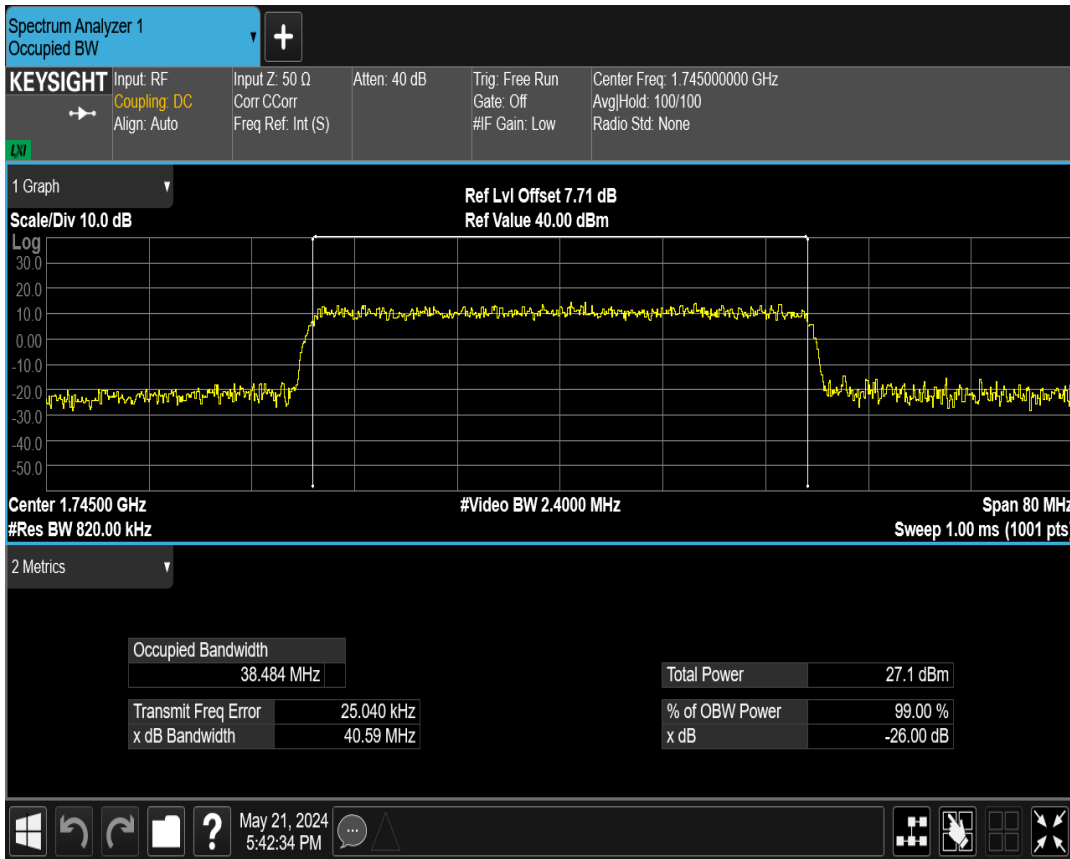 Spectrum Analyzer 1
Occupied BW
KEYSIGHT
LXI
Input: RF
Coupling: DC
Align: Auto
Input Z: 50 Ω
Corr CCorr
Freq Ref: Int (S)
Atten: 40 dB
Trig: Free Run
Gate: Off
#IF Gain: Low
Center Freq: 1.745000000 GHz
Avg|Hold: 100/100
Radio Std: None
1 Graph
Scale/Div 10.0 dB
Ref Lvl Offset 7.71 dB
Ref Value 40.00 dBm
Log
30.0
20.0
10.0
0.00
-10.0
-20.0
-30.0
-40.0
-50.0
Center 1.74500 GHz
#Video BW 2.4000 MHz
Span 80 MHz
#Res BW 820.00 kHz
Sweep 1.00 ms (1001 pts)
2 Metrics
Occupied Bandwidth
38.484 MHz
Total Power 27.1 dBm
Transmit Freq Error 25.040 kHz
% of OBW Power 99.00 %
x dB Bandwidth 40.59 MHz
x dB -26.00 dB
May 21, 2024
5:42:34 PM